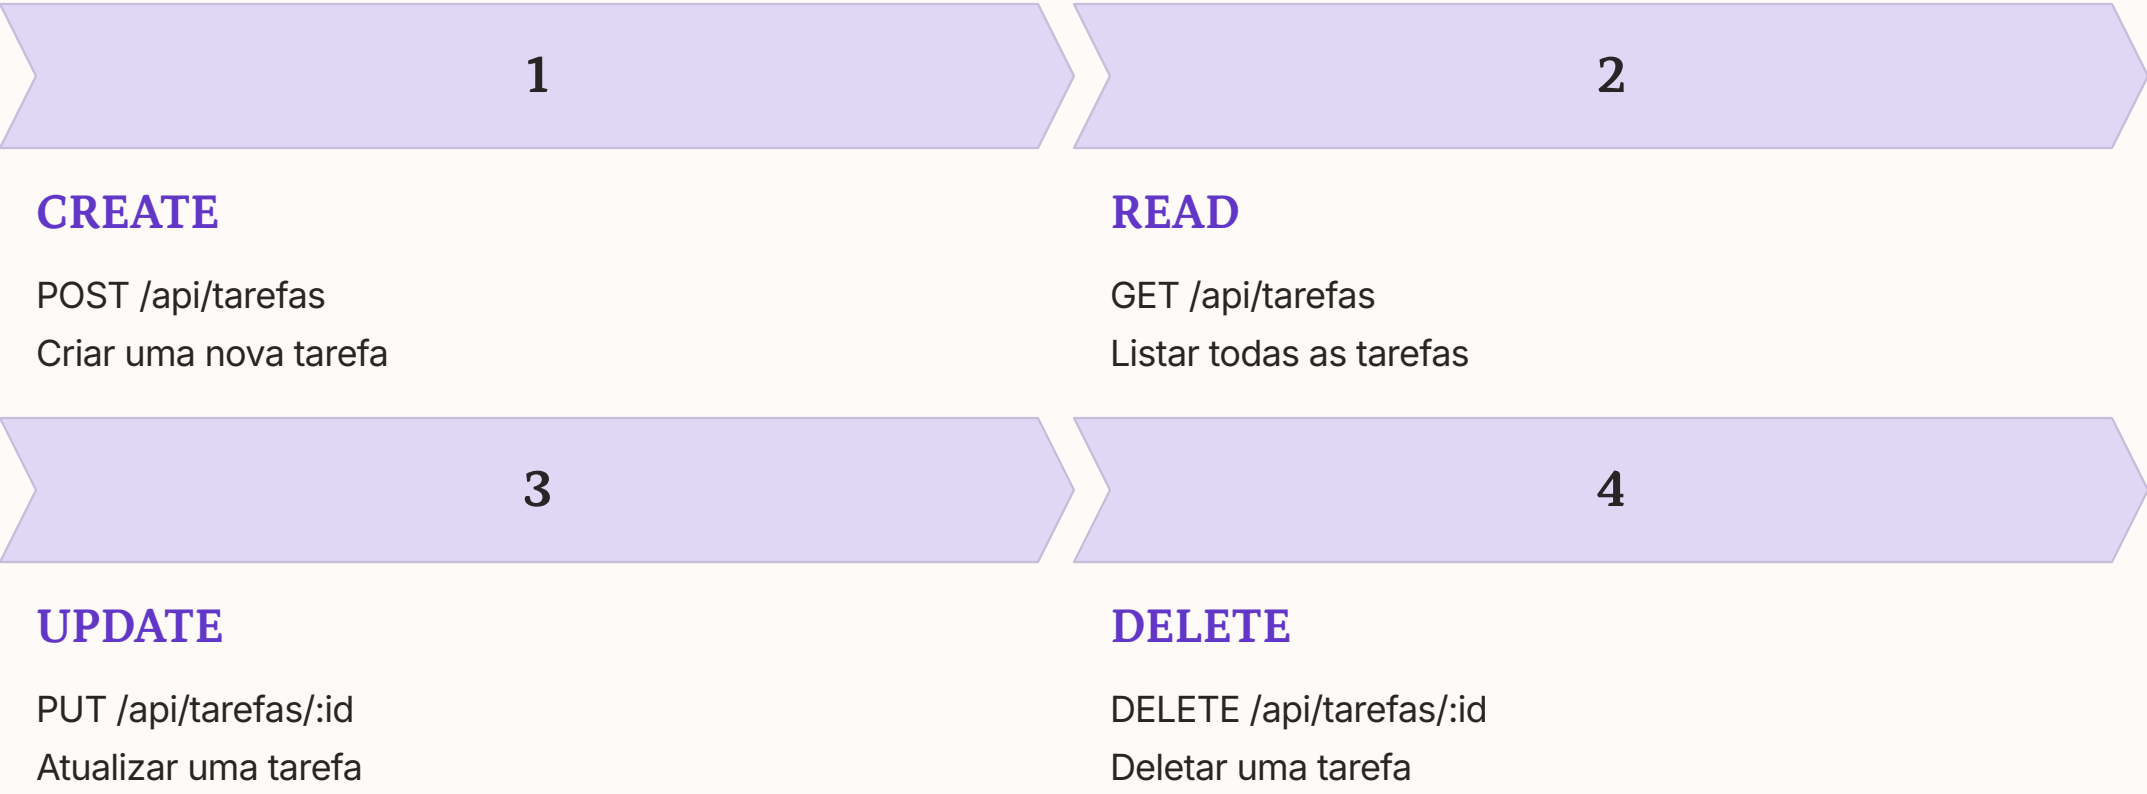 1
CREATE
POST /api/tarefas
Criar uma nova tarefa
2
READ
GET /api/tarefas
Listar todas as tarefas
3
UPDATE
PUT /api/tarefas/:id
Atualizar uma tarefa
4
DELETE
DELETE /api/tarefas/:id
Deletar uma tarefa